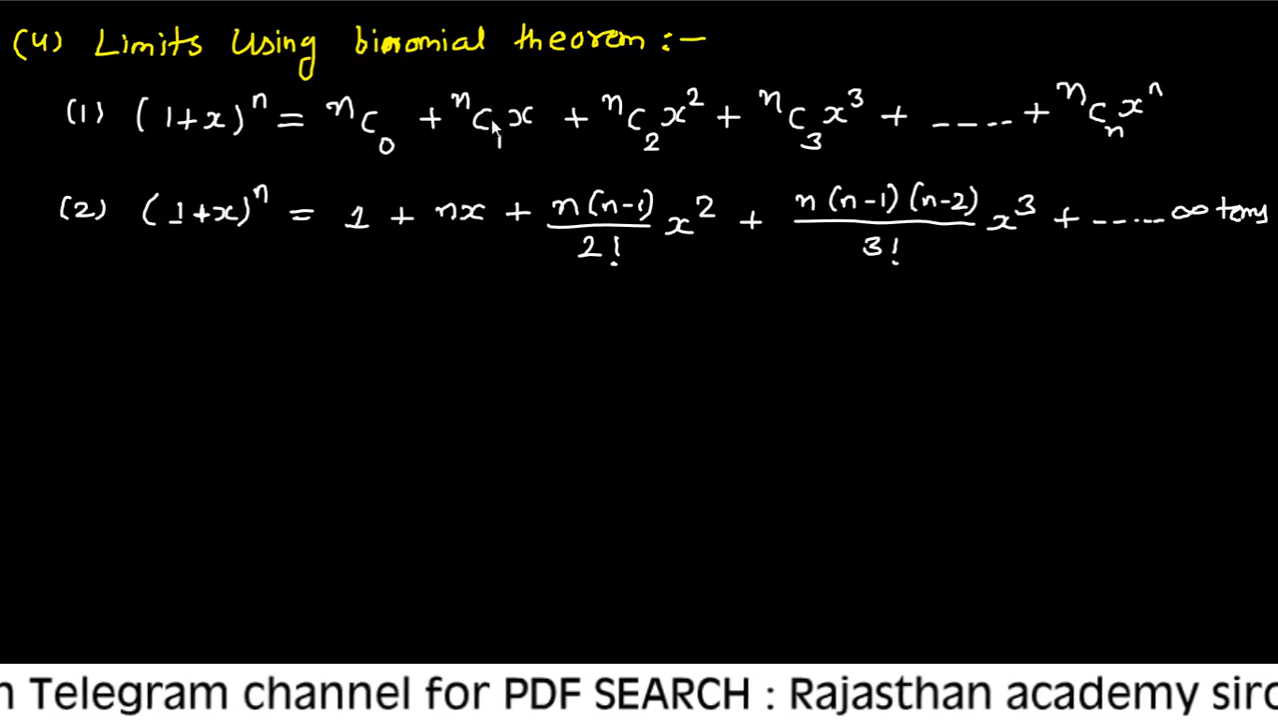 (4) Limits Using binomial theorem :-
(1) (1+x)^n = ^nC_0 + ^nC_1 x + ^nC_2 x^2 + ^nC_3 x^3 + ---- + ^nC_n x^n
(2) (1+x)^n = 1 + nx + n(n-1)/2! x^2 + n(n-1)(n-2)/3! x^3 + ----- ∞ terms
n Telegram channel for PDF SEARCH : Rajasthan academy siro